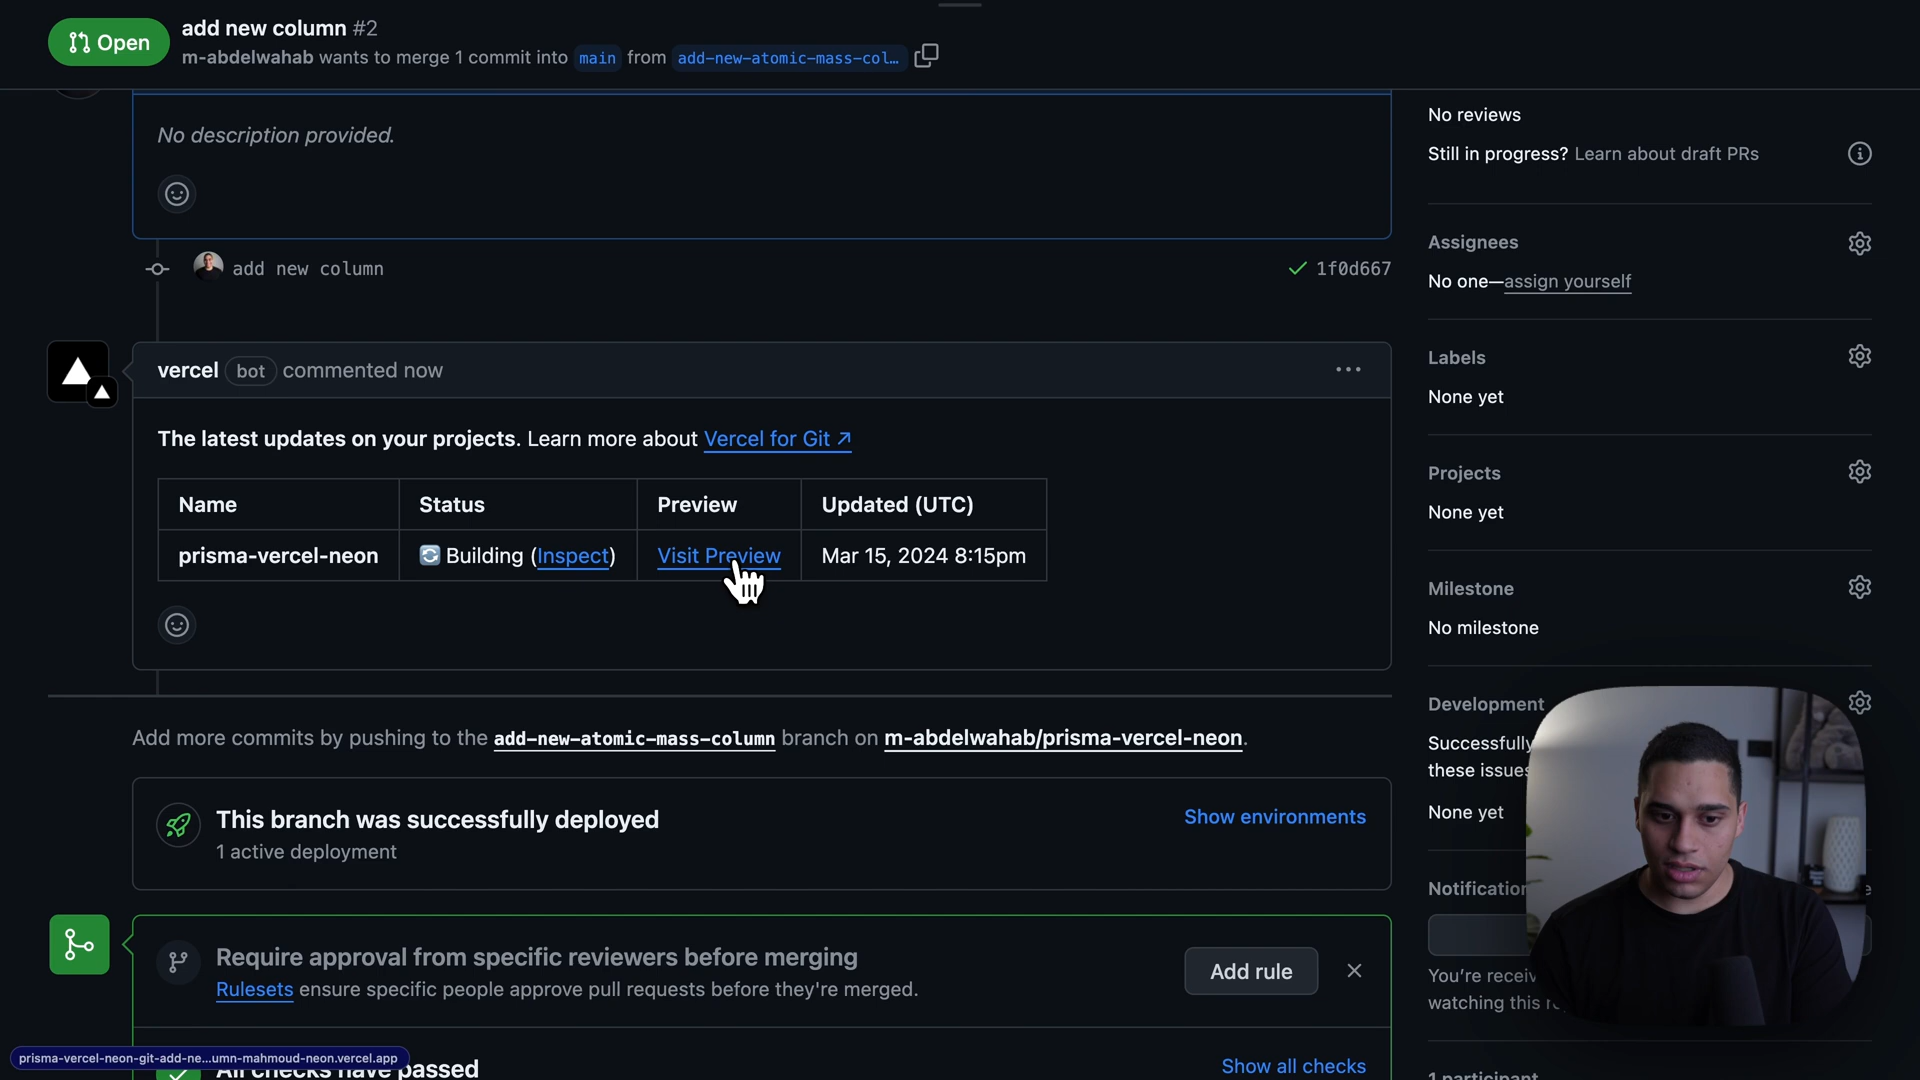 Open
add new column #2
m-abdelwahab wants to merge 1 commit into main from add-new-atomic-mass-col…
No description provided.
add new column
1f0d667
vercel bot commented now
The latest updates on your projects. Learn more about Vercel for Git ↗
Name Status Preview Updated (UTC)
prisma-vercel-neon Building (Inspect) Visit Preview Mar 15, 2024 8:15pm
Add more commits by pushing to the add-new-atomic-mass-column branch on m-abdelwahab/prisma-vercel-neon.
This branch was successfully deployed
1 active deployment
Show environments
Require approval from specific reviewers before merging
Rulesets ensure specific people approve pull requests before they're merged.
Add rule
All checks have passed
Show all checks
prisma-vercel-neon-git-add-ne...umn-mahmoud-neon.vercel.app
No reviews
Still in progress? Learn about draft PRs
Assignees
No one—assign yourself
Labels
None yet
Projects
None yet
Milestone
No milestone
Development
Successfully
these issues
None yet
Notification
You're receiv
watching this
1 participant